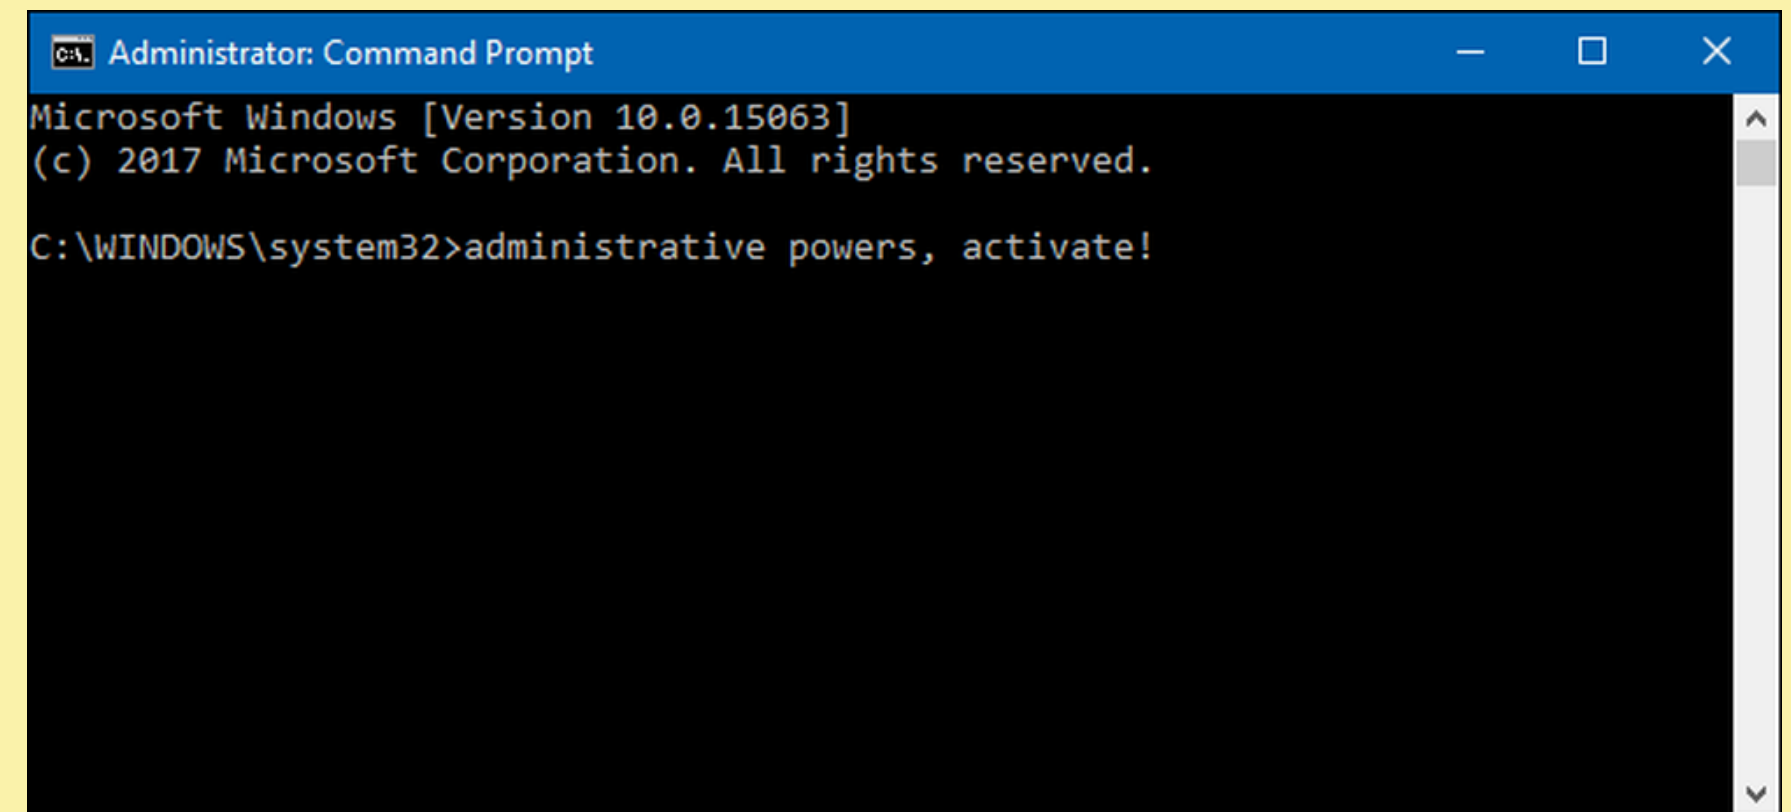 C:\. Administrator: Command Prompt
Microsoft Windows [Version 10.0.15063]
(c) 2017 Microsoft Corporation. All rights reserved.
C:\WINDOWS\system32>administrative powers, activate!